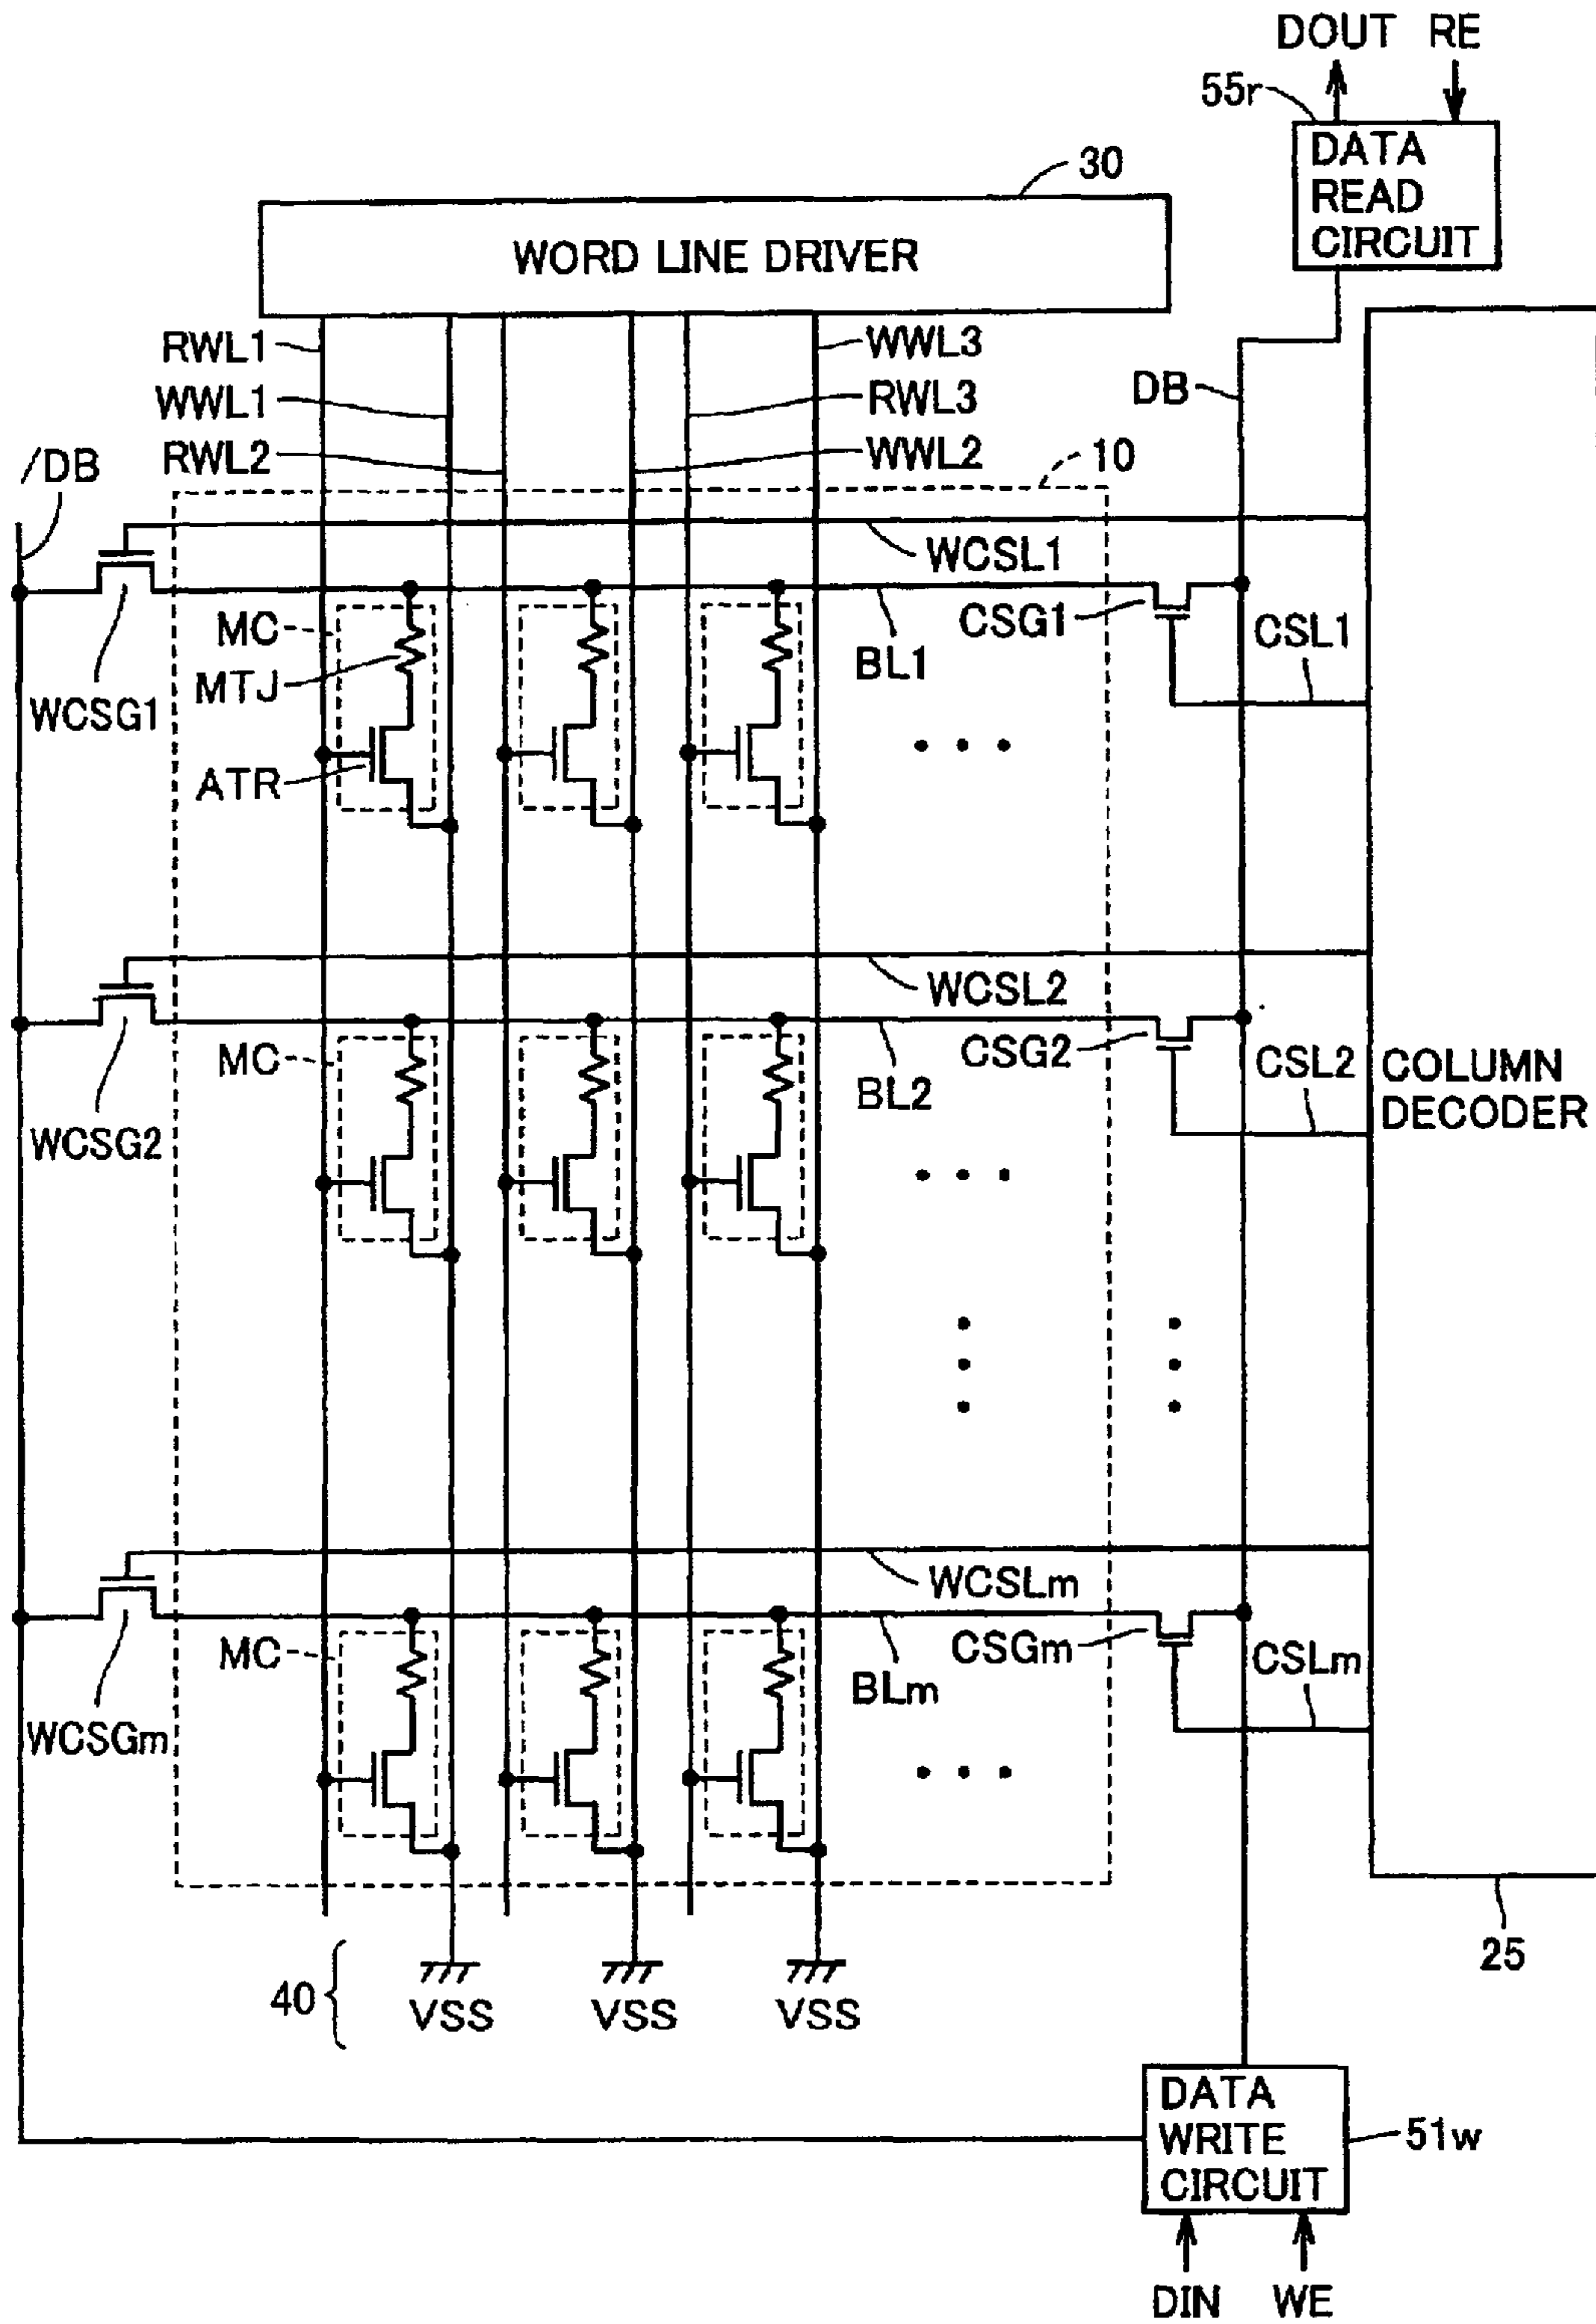 DOUT RE
55r
DATA
READ
CIRCUIT
30
WORD LINE DRIVER
RWL1
WWL3
WWL1
RWL3
DB
RWL2
WWL2
10
/DB
WCSL1
MC
CSG1
CSL1
MTJ
BL1
WCSG1
ATR
WCSL2
MC
CSG2
CSL2
COLUMN
DECODER
BL2
WCSG2
WCSLm
MC
CSGm
CSLm
BLm
WCSGm
25
40
VSS
VSS
VSS
DATA
WRITE
CIRCUIT
51w
DIN WE